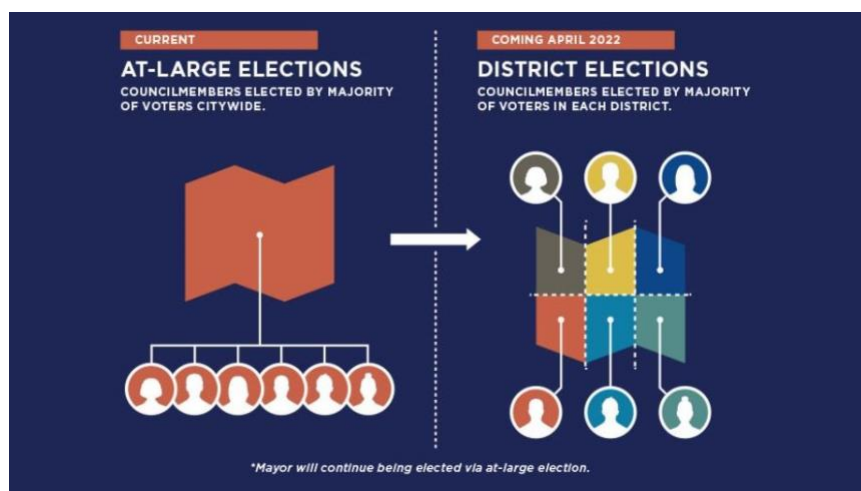 CURRENT
AT-LARGE ELECTIONS
COUNCILMEMBERS ELECTED BY MAJORITY
OF VOTERS CITYWIDE.
COMING APRIL 2022
DISTRICT ELECTIONS
COUNCILMEMBERS ELECTED BY MAJORITY
OF VOTERS IN EACH DISTRICT.
*Mayor will continue being elected via at-large election.